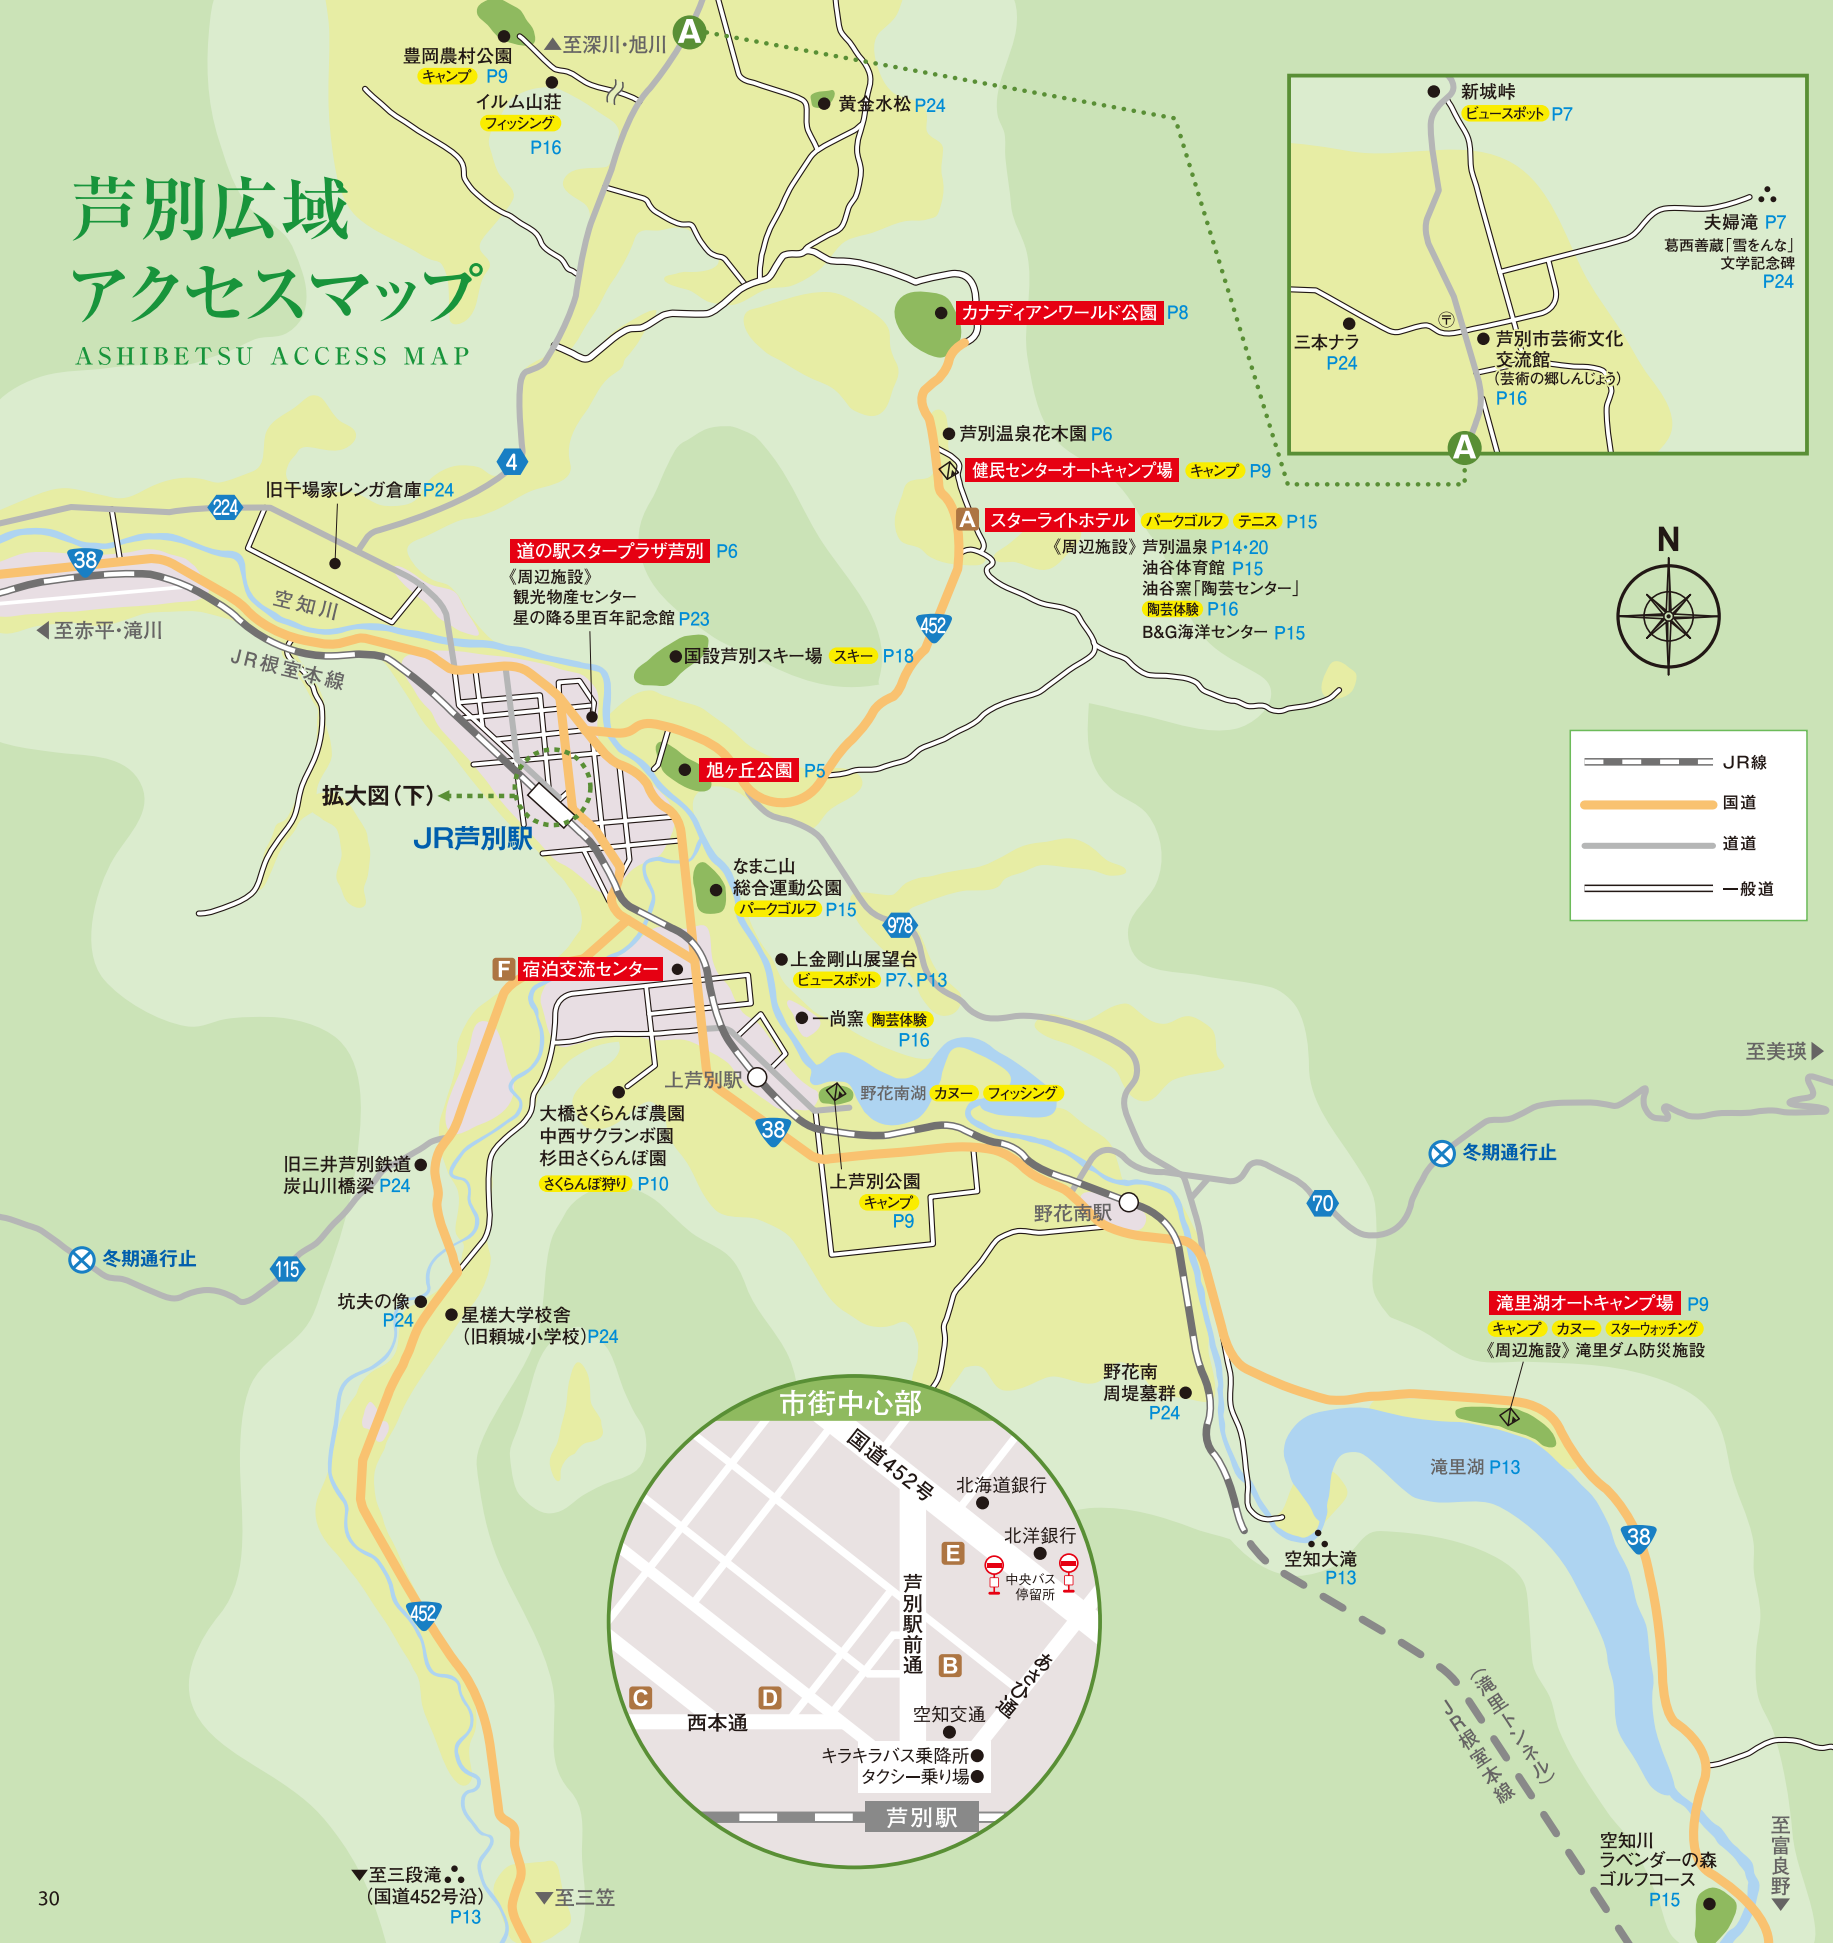 芦別広域
アクセスマップ
ASHIBETSU ACCESS MAP
豊岡農村公園
キャンプ P9
至深川・旭川
A
イルム山荘
フィッシング
P16
黄金水松 P24
新城峠
ビュースポット P7
夫婦滝 P7
葛西善蔵「雪をんな」
文学記念碑
P24
三本ナラ
P24
〒
芦別市芸術文化
交流館
(芸術の郷しんじょう)
P16
A
カナディアンワールド公園 P8
芦別温泉花木園 P6
健民センターオートキャンプ場 キャンプ P9
A スターライトホテル パークゴルフ テニス P15
《周辺施設》 芦別温泉 P14・20
油谷体育館 P15
油谷窯「陶芸センター」
陶芸体験 P16
B&G海洋センター P15
4
224
旧干場家レンガ倉庫 P24
38
空知川
至赤平・滝川
JR根室本線
道の駅スタープラザ芦別 P6
《周辺施設》
観光物産センター
星の降る里百年記念館 P23
452
国設芦別スキー場 スキー P18
N
JR線
国道
道道
一般道
旭ヶ丘公園 P5
拡大図(下)
JR芦別駅
なまこ山
総合運動公園
パークゴルフ P15
978
上金剛山展望台
ビュースポット P7、P13
F 宿泊交流センター
一尚窯 陶芸体験
P16
至美瑛
上芦別駅
野花南湖 カヌー フィッシング
大橋さくらんぼ農園
中西サクランボ園
杉田さくらんぼ園
さくらんぼ狩り P10
38
上芦別公園
キャンプ
P9
旧三井芦別鉄道
炭山川橋梁 P24
冬期通行止
野花南駅
70
冬期通行止
115
坑夫の像
P24
星槎大学校舎
(旧頼城小学校) P24
滝里湖オートキャンプ場 P9
キャンプ カヌー スターウォッチング
《周辺施設》 滝里ダム防災施設
野花南
周堤墓群
P24
滝里湖 P13
38
空知大滝
P13
市街中心部
国道452号
北海道銀行
北洋銀行
E
中央バス
停留所
芦別駅前通
B
あさひ通
C
D
西本通
空知交通
キラキラバス乗降所
タクシー乗り場
芦別駅
452
(滝里トンネル)
JR根室本線
至富良野
空知川
ラベンダーの森
ゴルフコース
P15
至三段滝
(国道452号沿)
P13
至三笠
30